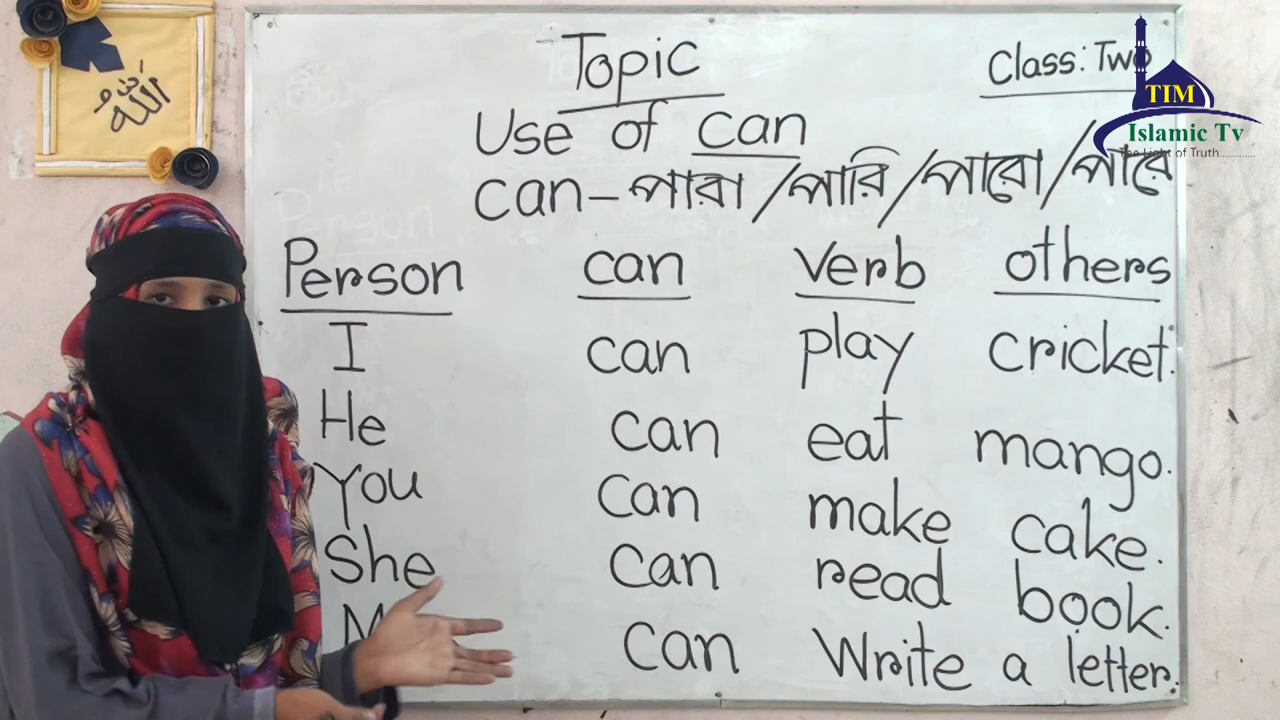 Topic
Class: Two
TIM
Islamic Tv
The Light of Truth............
الله
Use of can
can – পারা / পারি / পারো / পারে
Person can verb others
I can play cricket.
He can eat mango.
You can make cake.
She can read book.
can Write a letter.